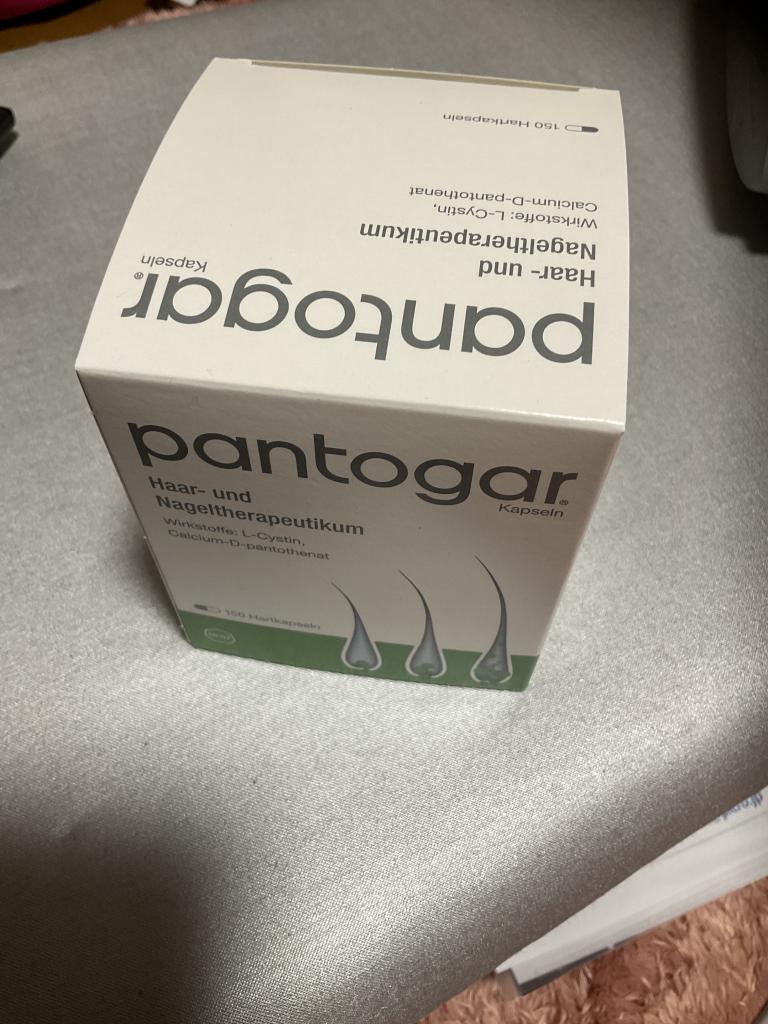 150 Hartkapseln
Wirkstoffe: L-Cystin,
Calcium-D-pantothenat
Haar- und
Nageltherapeutikum
pantogar®
Kapseln
pantogar®
Kapseln
Haar- und
Nageltherapeutikum
Wirkstoffe: L-Cystin,
Calcium-D-pantothenat
150 Hartkapseln